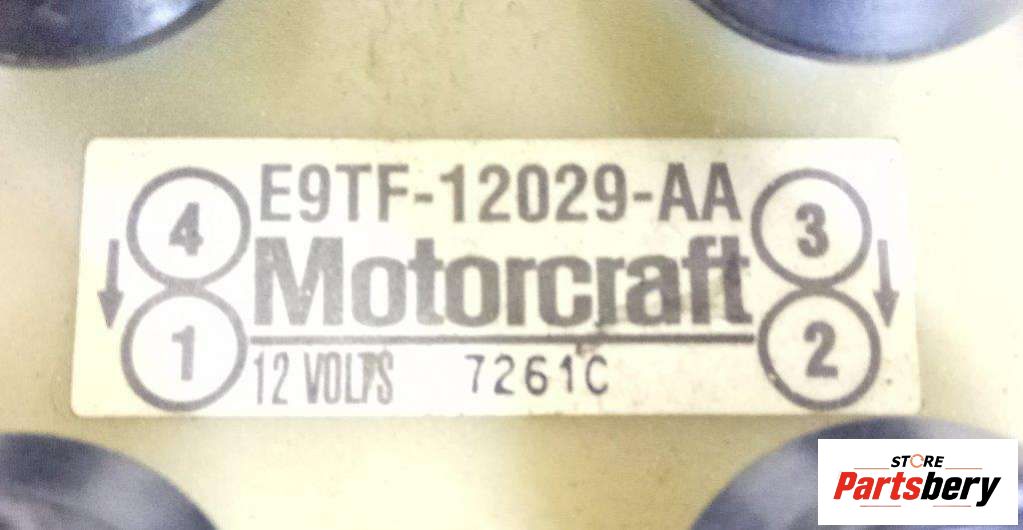 E9TF-12029-AA
4
3
Motorcraft
1
2
12 VOLTS 7261C
STORE
Partsbery